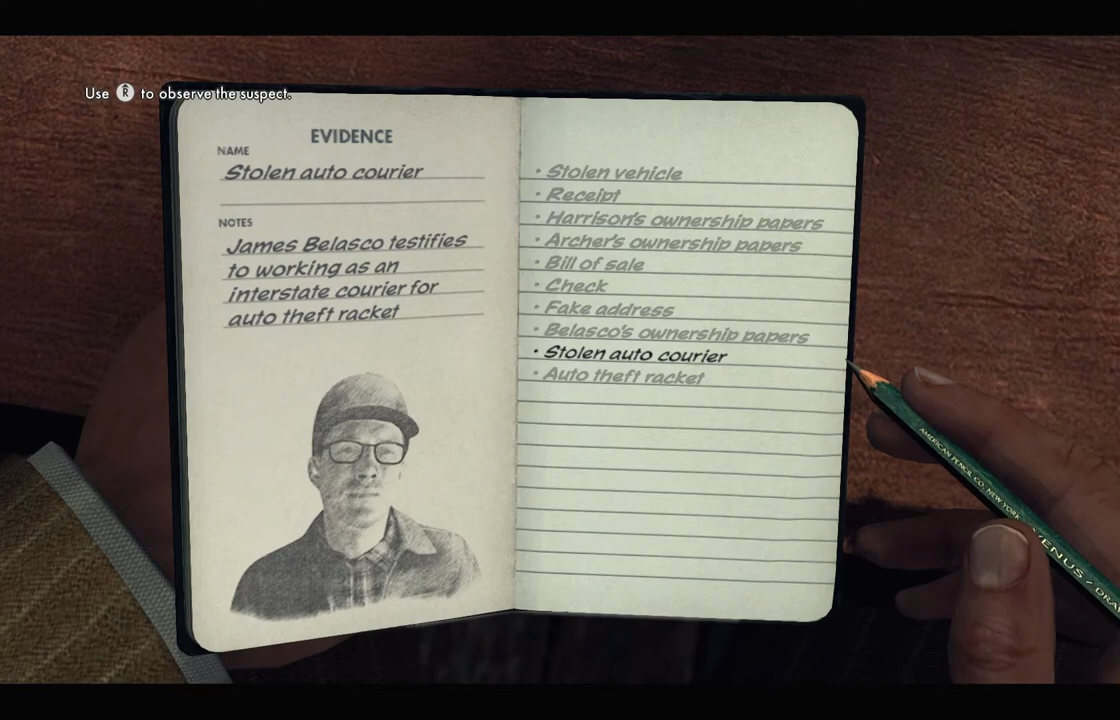 Use R to observe the suspect.
EVIDENCE
NAME
Stolen auto courier
NOTES
James Belasco testifies
to working as an
interstate courier for
auto theft racket
• Stolen vehicle
• Receipt
• Harrison's ownership papers
• Archer's ownership papers
• Bill of sale
• Check
• Fake address
• Belasco's ownership papers
• Stolen auto courier
• Auto theft racket
AMERICAN PENCIL CO. NEW YORK
VENUS / DRA